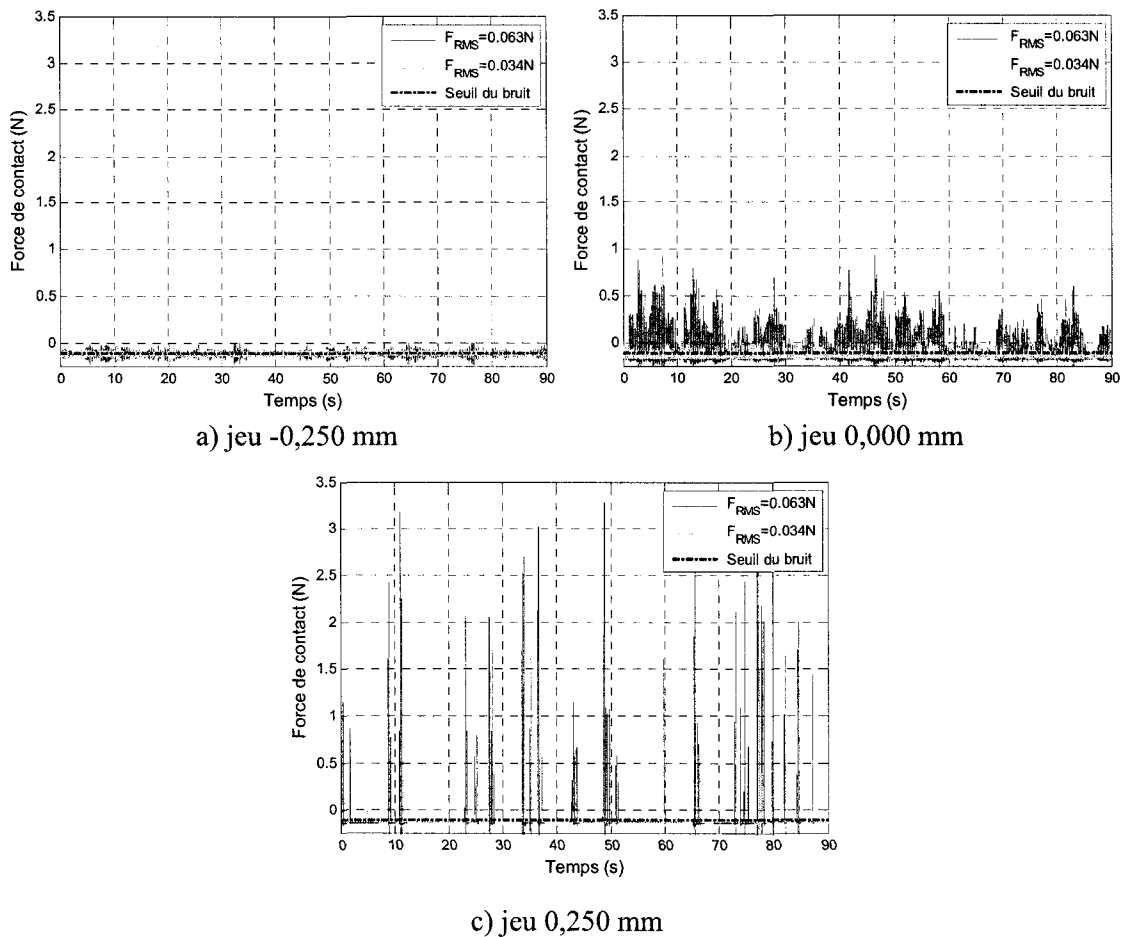 3.5
3
2.5
2
1.5
1
0.5
0
Force de contact (N)
F_RMS=0.063N
F_RMS=0.034N
Seuil du bruit
0 10 20 30 40 50 60 70 80 90
Temps (s)
a) jeu -0,250 mm
3.5
3
2.5
2
1.5
1
0.5
0
Force de contact (N)
F_RMS=0.063N
F_RMS=0.034N
Seuil du bruit
0 10 20 30 40 50 60 70 80 90
Temps (s)
b) jeu 0,000 mm
3.5
3
2.5
2
1.5
1
0.5
0
Force de contact (N)
F_RMS=0.063N
F_RMS=0.034N
Seuil du bruit
0 10 20 30 40 50 60 70 80 90
Temps (s)
c) jeu 0,250 mm